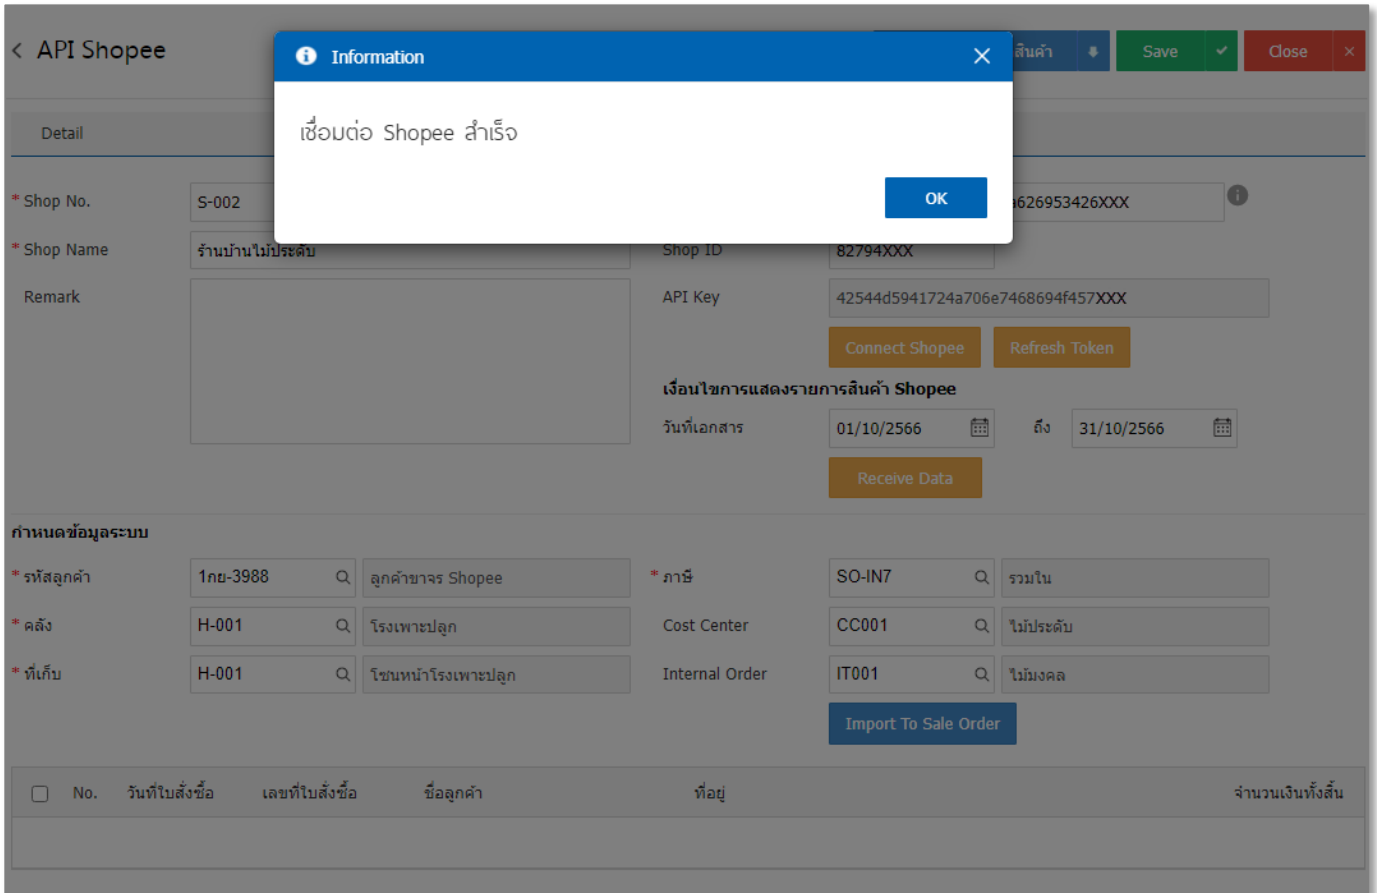 API Shopee
Information
สินค้า
Save
Close
เชื่อมต่อ Shopee สำเร็จ
OK
Detail
* Shop No.
S-002
a626953426XXX
* Shop Name
ร้านบ้านไม้ประดับ
Shop ID
82794XXX
Remark
API Key
42544d5941724a706e7468694f457XXX
Connect Shopee
Refresh Token
เงื่อนไขการแสดงรายการสินค้า Shopee
วันที่เอกสาร
01/10/2566
ถึง
31/10/2566
Receive Data
กำหนดข้อมูลระบบ
* รหัสลูกค้า
1กย-3988
ลูกค้าขาจร Shopee
* ภาษี
SO-IN7
รวมใน
* คลัง
H-001
โรงเพาะปลูก
Cost Center
CC001
ไม้ประดับ
* ที่เก็บ
H-001
โซนหน้าโรงเพาะปลูก
Internal Order
IT001
ไม้มงคล
Import To Sale Order
No.
วันที่ใบสั่งซื้อ
เลขที่ใบสั่งซื้อ
ชื่อลูกค้า
ที่อยู่
จำนวนเงินทั้งสิ้น